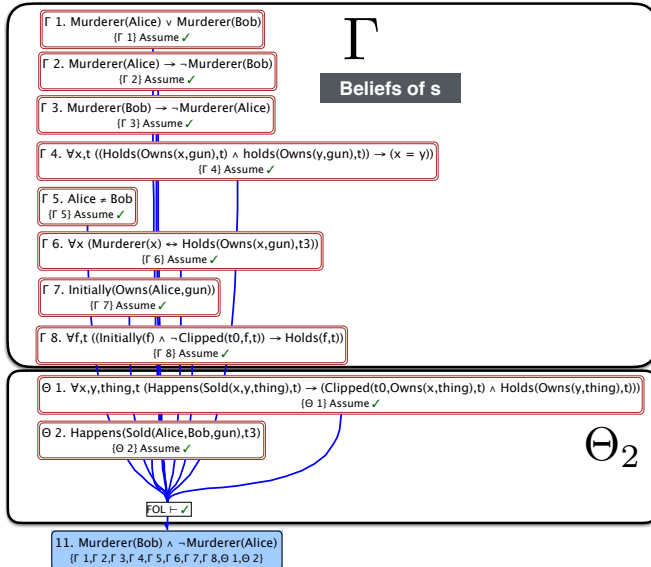 Γ 1. Murderer(Alice) ∨ Murderer(Bob)
{Γ 1} Assume ✓
Γ
Γ 2. Murderer(Alice) → ¬Murderer(Bob)
{Γ 2} Assume ✓
Beliefs of s
Γ 3. Murderer(Bob) → ¬Murderer(Alice)
{Γ 3} Assume ✓
Γ 4. ∀x,t ((Holds(Owns(x,gun),t) ∧ holds(Owns(y,gun),t)) → (x = y))
{Γ 4} Assume ✓
Γ 5. Alice ≠ Bob
{Γ 5} Assume ✓
Γ 6. ∀x (Murderer(x) ↔ Holds(Owns(x,gun),t3))
{Γ 6} Assume ✓
Γ 7. Initially(Owns(Alice,gun))
{Γ 7} Assume ✓
Γ 8. ∀f,t ((Initially(f) ∧ ¬Clipped(t0,f,t)) → Holds(f,t))
{Γ 8} Assume ✓
Θ 1. ∀x,y,thing,t (Happens(Sold(x,y,thing),t) → (Clipped(t0,Owns(x,thing),t) ∧ Holds(Owns(y,thing),t)))
{Θ 1} Assume ✓
Θ 2. Happens(Sold(Alice,Bob,gun),t3)
{Θ 2} Assume ✓
Θ2
FOL ⊢ ✓
11. Murderer(Bob) ∧ ¬Murderer(Alice)
{Γ 1,Γ 2,Γ 3,Γ 4,Γ 5,Γ 6,Γ 7,Γ 8,Θ 1,Θ 2}